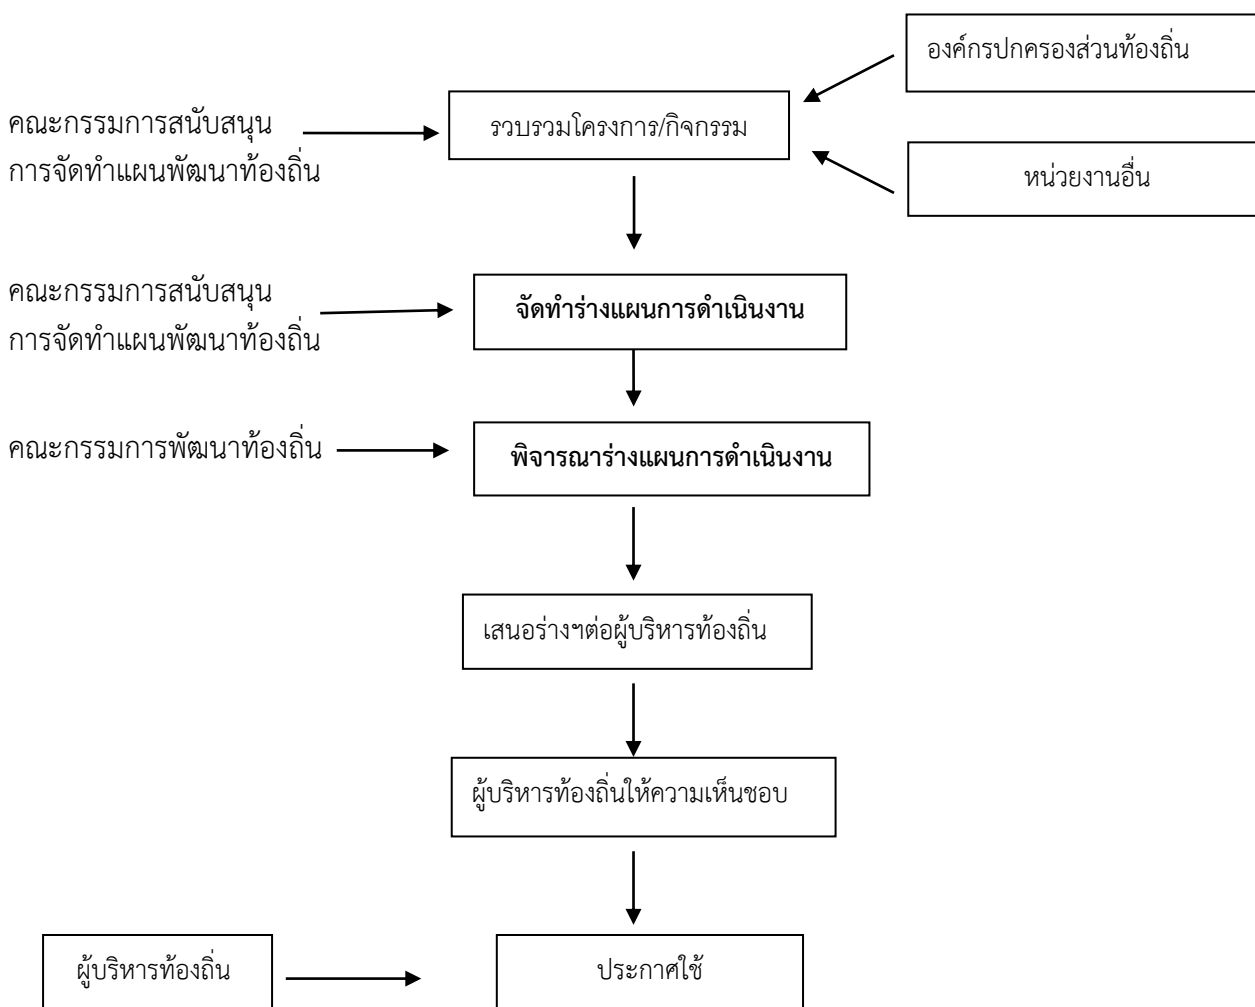 องค์กรปกครองส่วนท้องถิ่น
คณะกรรมการสนับสนุน
การจัดทำแผนพัฒนาท้องถิ่น
รวบรวมโครงการ/กิจกรรม
หน่วยงานอื่น
คณะกรรมการสนับสนุน
การจัดทำแผนพัฒนาท้องถิ่น
จัดทำร่างแผนการดำเนินงาน
คณะกรรมการพัฒนาท้องถิ่น
พิจารณาร่างแผนการดำเนินงาน
เสนอร่างฯต่อผู้บริหารท้องถิ่น
ผู้บริหารท้องถิ่นให้ความเห็นชอบ
ผู้บริหารท้องถิ่น
ประกาศใช้